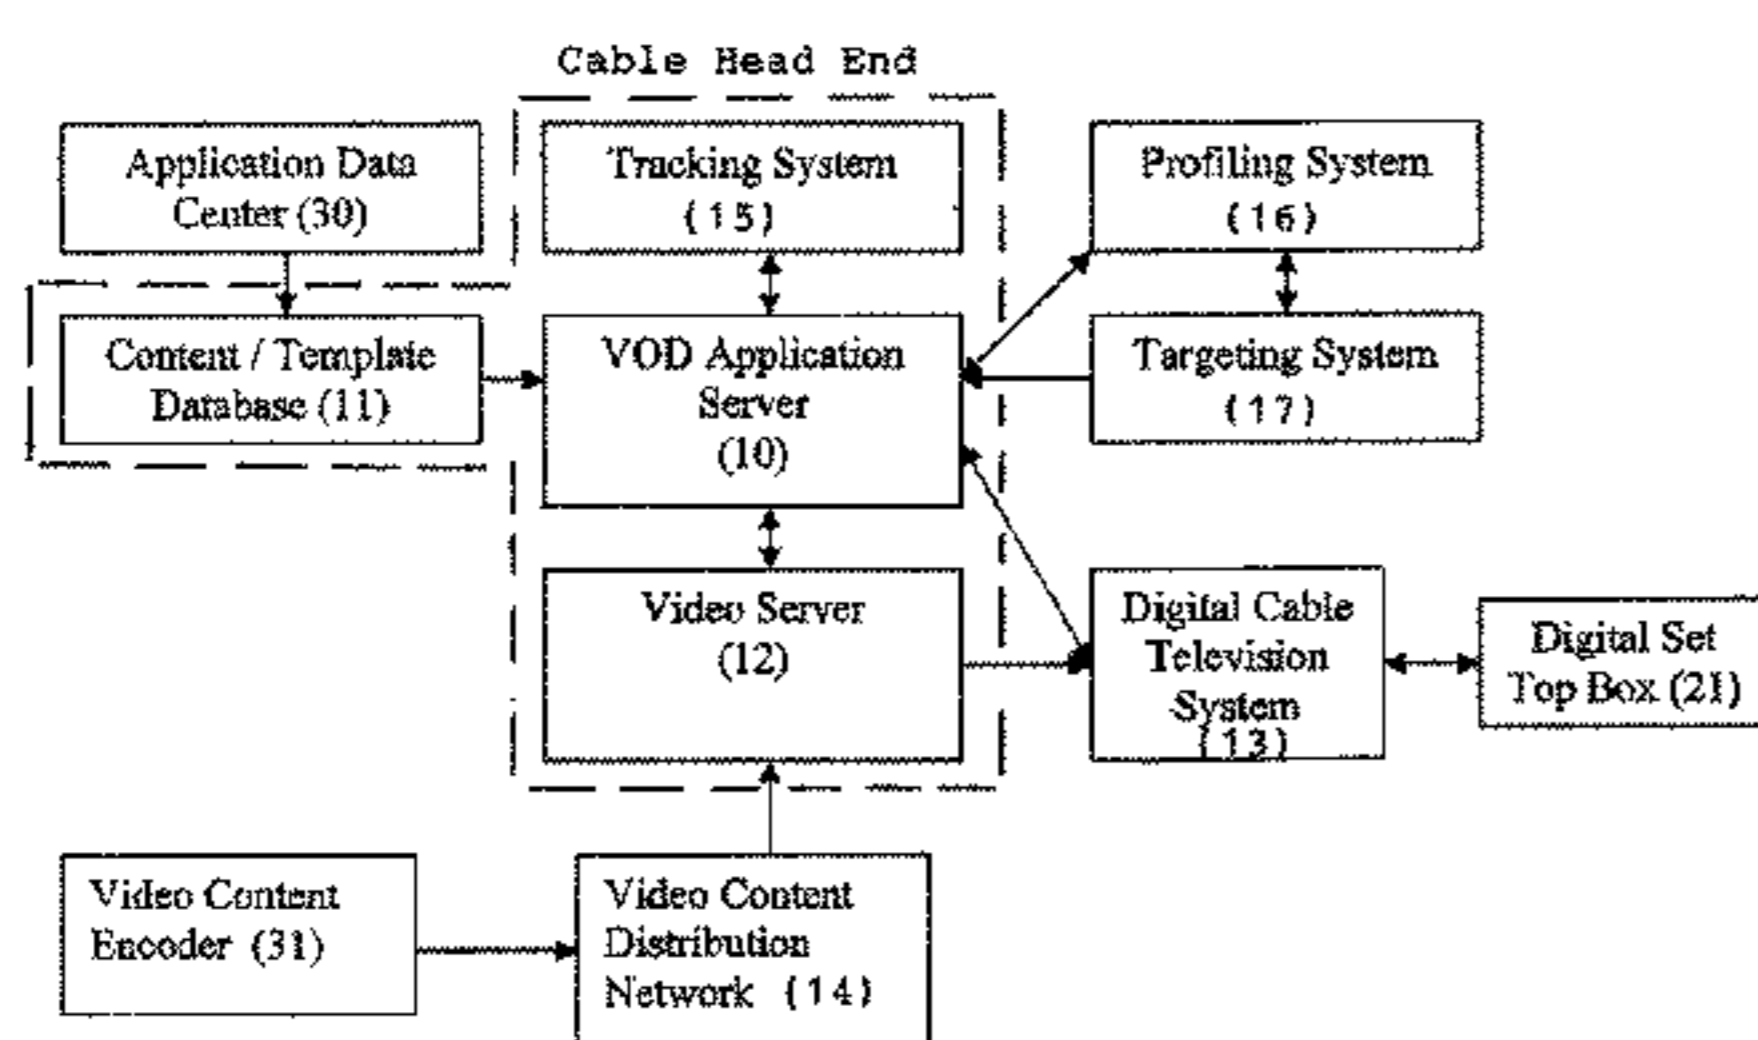 Cable Head End
Application Data
Center (30)
Tracking System
(15)
Profiling System
(16)
Content / Template
Database (11)
VOD Application
Server
(10)
Targeting System
(17)
Video Server
(12)
Digital Cable
Television
System
(13)
Digital Set
Top Box (21)
Video Content
Encoder (31)
Video Content
Distribution
Network (14)